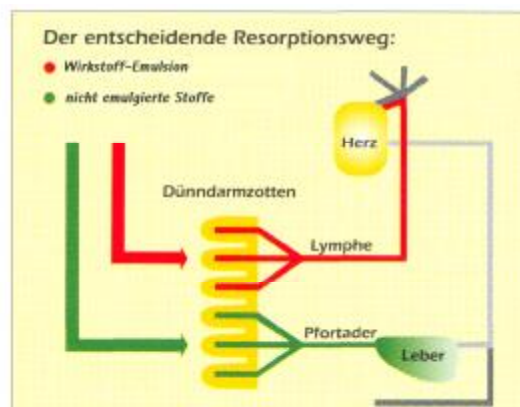 Der entscheidende Resorptionsweg:
Wirkstoff-Emulsion
nicht emulgierte Stoffe
Herz
Dünndarmzotten
Lymphe
Pfortader
Leber